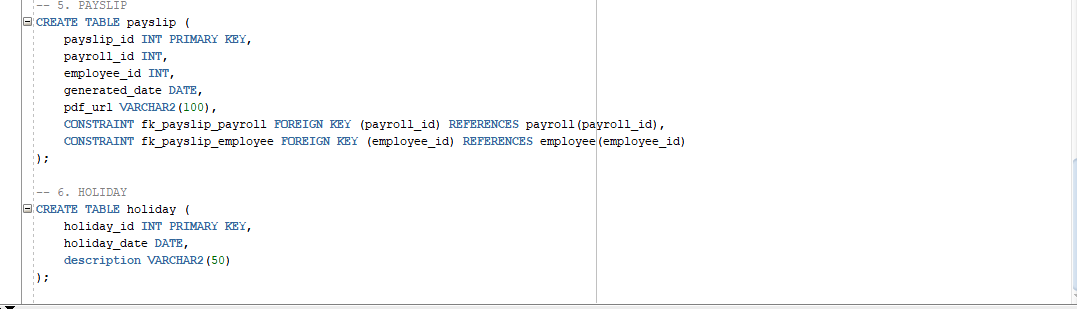 -- 5. PAYSLIP
CREATE TABLE payslip (
    payslip_id INT PRIMARY KEY,
    payroll_id INT,
    employee_id INT,
    generated_date DATE,
    pdf_url VARCHAR2(100),
    CONSTRAINT fk_payslip_payroll FOREIGN KEY (payroll_id) REFERENCES payroll(payroll_id),
    CONSTRAINT fk_payslip_employee FOREIGN KEY (employee_id) REFERENCES employee(employee_id)
);
-- 6. HOLIDAY
CREATE TABLE holiday (
    holiday_id INT PRIMARY KEY,
    holiday_date DATE,
    description VARCHAR2(50)
);